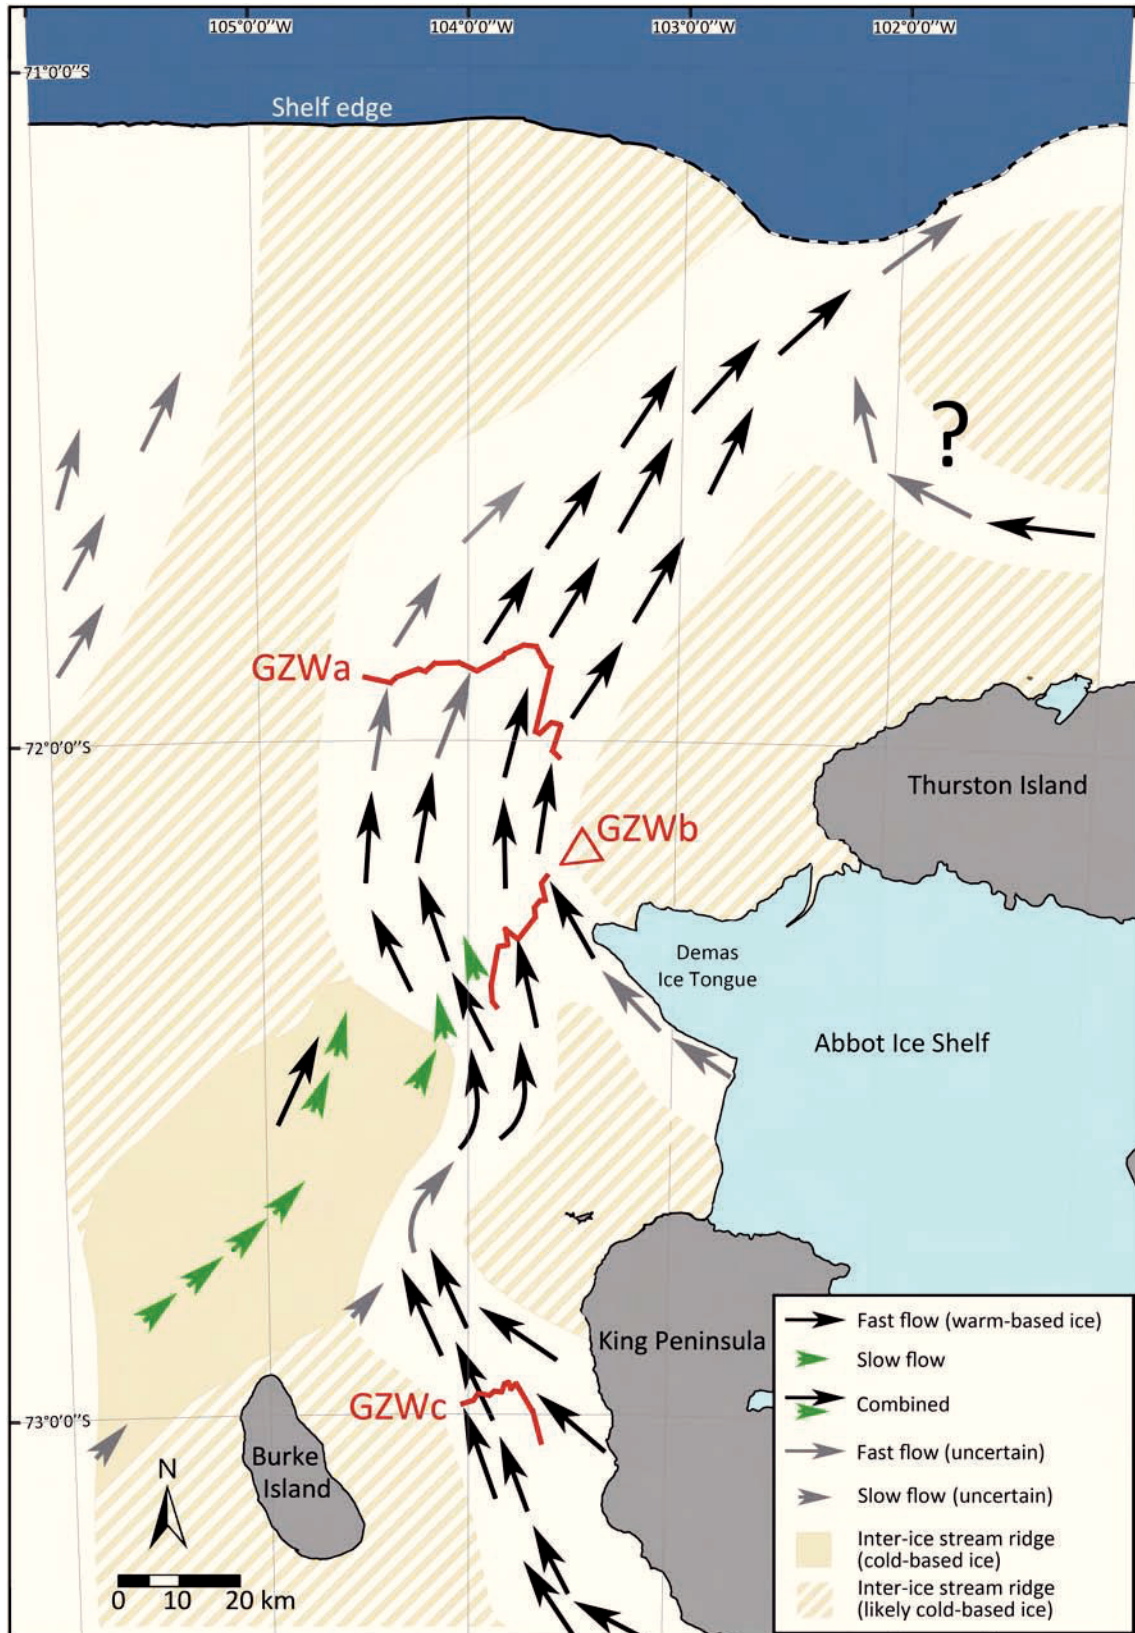 105°0'0"W
104°0'0"W
103°0'0"W
102°0'0"W
71°0'0"S
Shelf edge
?
GZWa
72°0'0"S
Thurston Island
GZWb
Demas
Ice Tongue
Abbot Ice Shelf
King Peninsula
GZWc
73°0'0"S
Burke
Island
N
0 10 20 km
Fast flow (warm-based ice)
Slow flow
Combined
Fast flow (uncertain)
Slow flow (uncertain)
Inter-ice stream ridge
(cold-based ice)
Inter-ice stream ridge
(likely cold-based ice)